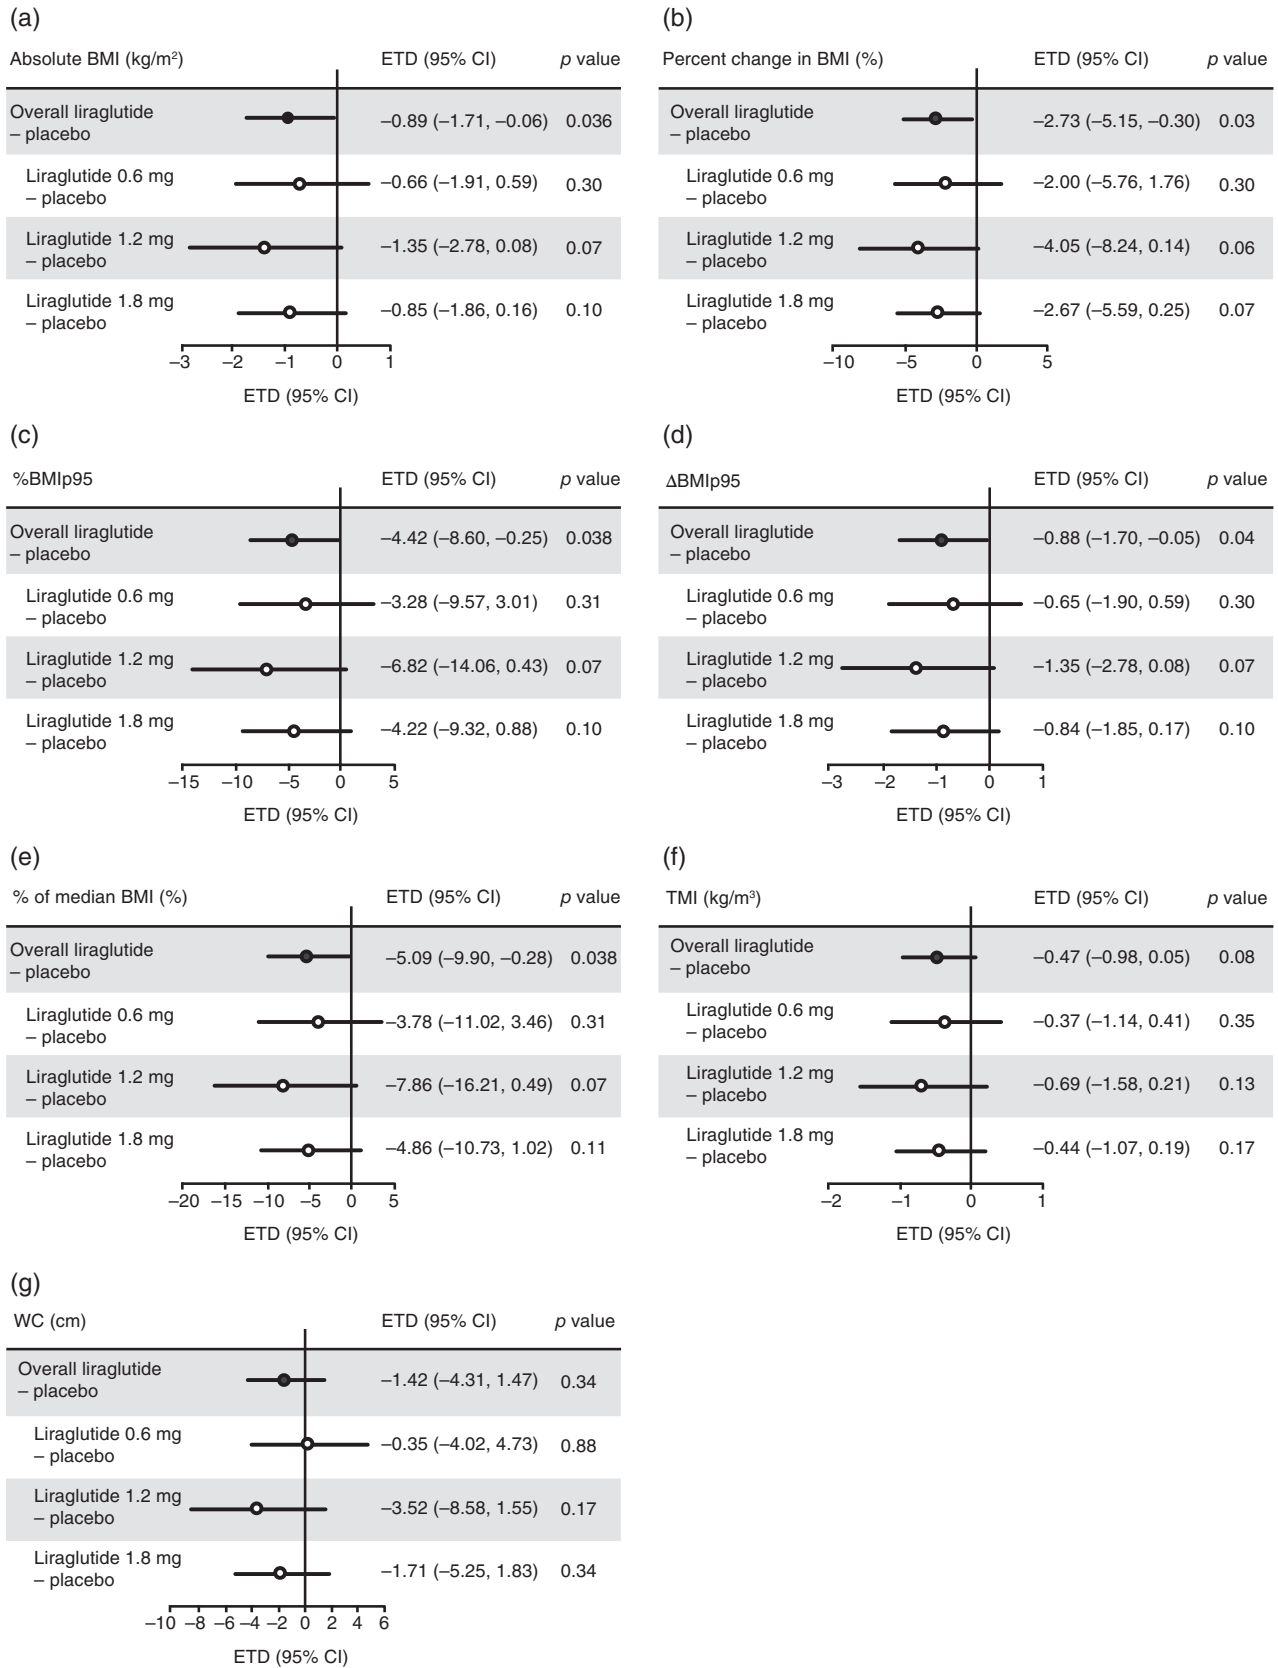 (a)
Absolute BMI (kg/m²) ETD (95% CI) p value
Overall liraglutide
– placebo
–0.89 (–1.71, –0.06) 0.036
Liraglutide 0.6 mg
– placebo
–0.66 (–1.91, 0.59) 0.30
Liraglutide 1.2 mg
– placebo
–1.35 (–2.78, 0.08) 0.07
Liraglutide 1.8 mg
– placebo
–0.85 (–1.86, 0.16) 0.10
–3 –2 –1 0 1
ETD (95% CI)
(b)
Percent change in BMI (%) ETD (95% CI) p value
Overall liraglutide
– placebo
–2.73 (–5.15, –0.30) 0.03
Liraglutide 0.6 mg
– placebo
–2.00 (–5.76, 1.76) 0.30
Liraglutide 1.2 mg
– placebo
–4.05 (–8.24, 0.14) 0.06
Liraglutide 1.8 mg
– placebo
–2.67 (–5.59, 0.25) 0.07
–10 –5 0 5
ETD (95% CI)
(c)
%BMIp95 ETD (95% CI) p value
Overall liraglutide
– placebo
–4.42 (–8.60, –0.25) 0.038
Liraglutide 0.6 mg
– placebo
–3.28 (–9.57, 3.01) 0.31
Liraglutide 1.2 mg
– placebo
–6.82 (–14.06, 0.43) 0.07
Liraglutide 1.8 mg
– placebo
–4.22 (–9.32, 0.88) 0.10
–15 –10 –5 0 5
ETD (95% CI)
(d)
ΔBMIp95 ETD (95% CI) p value
Overall liraglutide
– placebo
–0.88 (–1.70, –0.05) 0.04
Liraglutide 0.6 mg
– placebo
–0.65 (–1.90, 0.59) 0.30
Liraglutide 1.2 mg
– placebo
–1.35 (–2.78, 0.08) 0.07
Liraglutide 1.8 mg
– placebo
–0.84 (–1.85, 0.17) 0.10
–3 –2 –1 0 1
ETD (95% CI)
(e)
% of median BMI (%) ETD (95% CI) p value
Overall liraglutide
– placebo
–5.09 (–9.90, –0.28) 0.038
Liraglutide 0.6 mg
– placebo
–3.78 (–11.02, 3.46) 0.31
Liraglutide 1.2 mg
– placebo
–7.86 (–16.21, 0.49) 0.07
Liraglutide 1.8 mg
– placebo
–4.86 (–10.73, 1.02) 0.11
–20 –15 –10 –5 0 5
ETD (95% CI)
(f)
TMI (kg/m³) ETD (95% CI) p value
Overall liraglutide
– placebo
–0.47 (–0.98, 0.05) 0.08
Liraglutide 0.6 mg
– placebo
–0.37 (–1.14, 0.41) 0.35
Liraglutide 1.2 mg
– placebo
–0.69 (–1.58, 0.21) 0.13
Liraglutide 1.8 mg
– placebo
–0.44 (–1.07, 0.19) 0.17
–2 –1 0 1
ETD (95% CI)
(g)
WC (cm) ETD (95% CI) p value
Overall liraglutide
– placebo
–1.42 (–4.31, 1.47) 0.34
Liraglutide 0.6 mg
– placebo
–0.35 (–4.02, 4.73) 0.88
Liraglutide 1.2 mg
– placebo
–3.52 (–8.58, 1.55) 0.17
Liraglutide 1.8 mg
– placebo
–1.71 (–5.25, 1.83) 0.34
–10 –8 –6 –4 –2 0 2 4 6
ETD (95% CI)